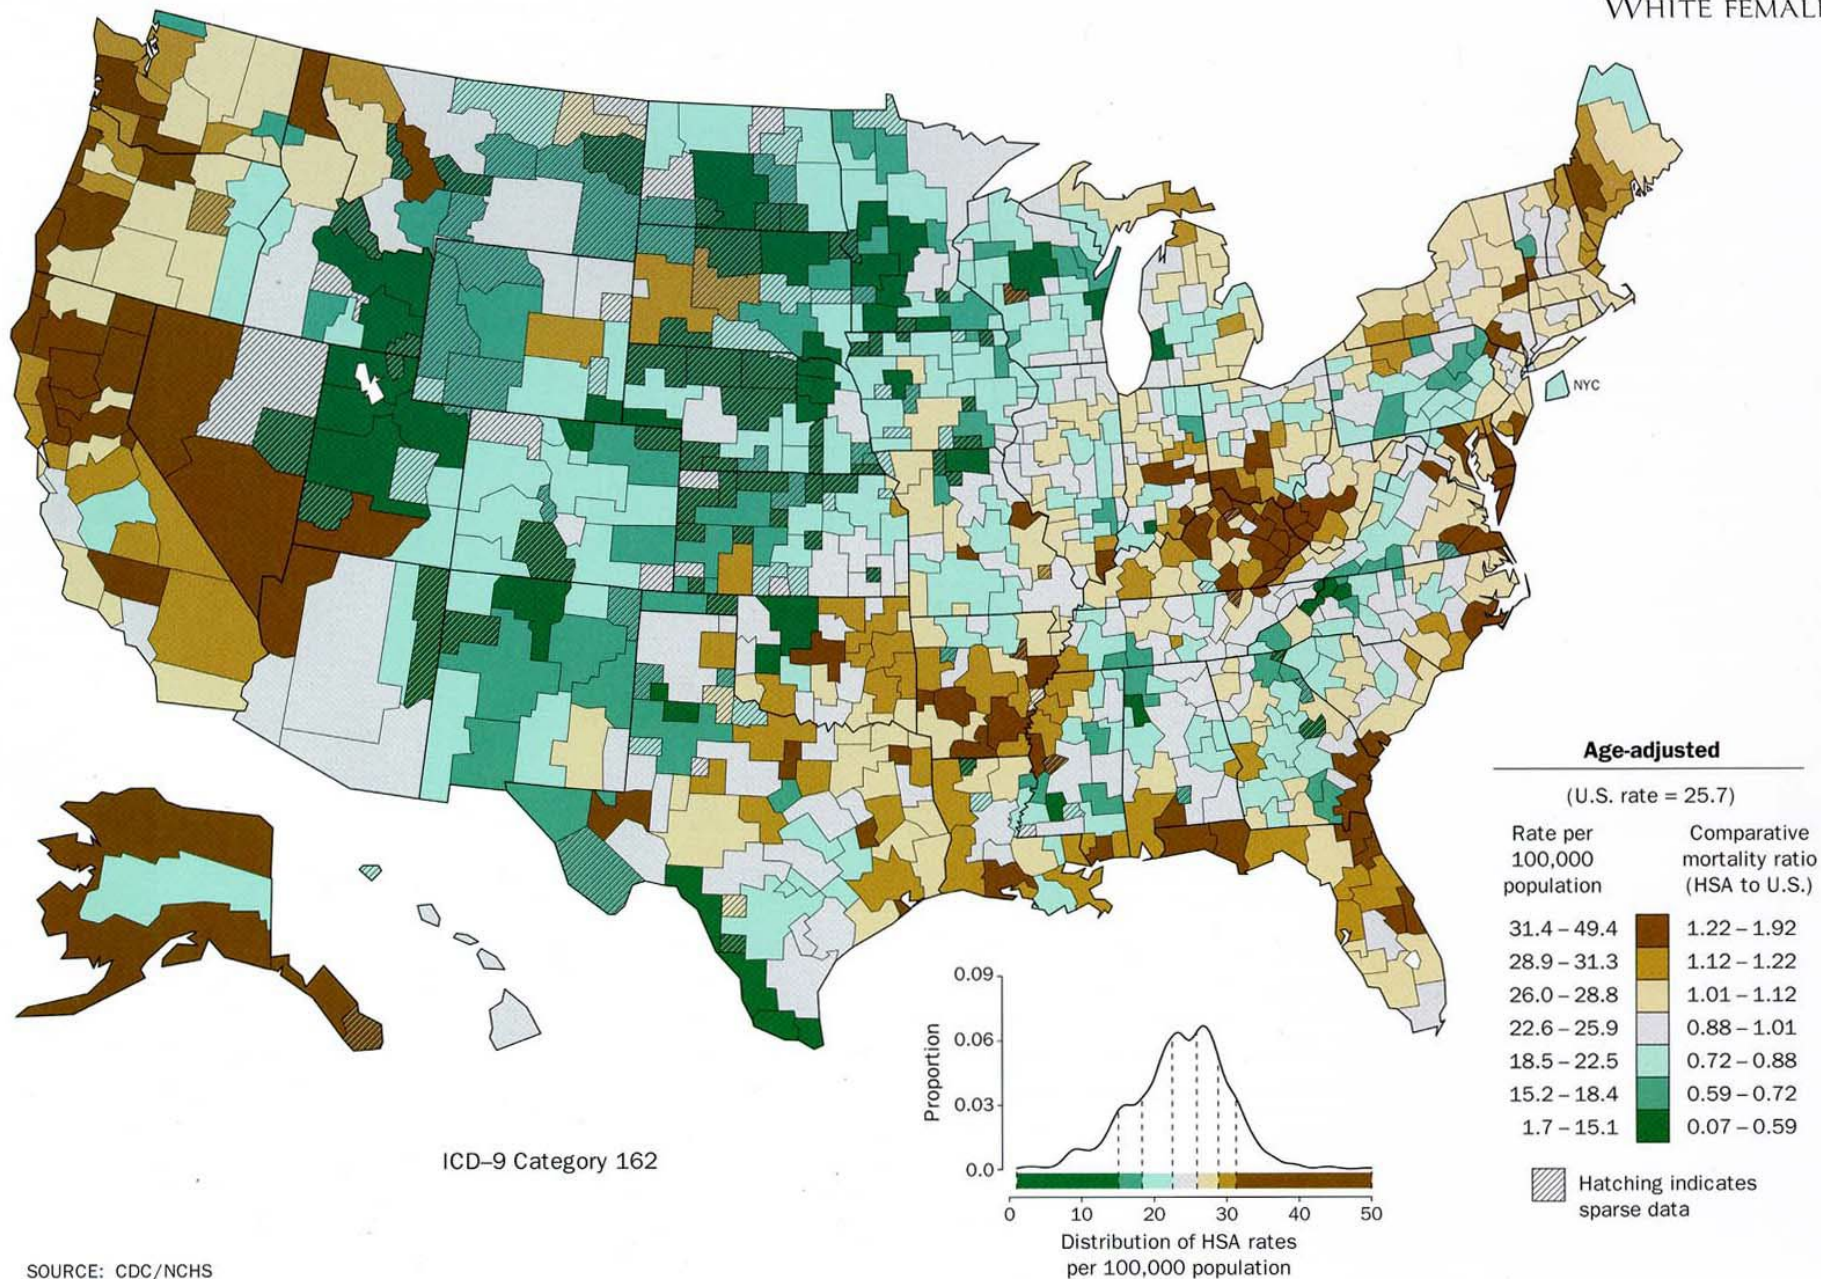 WHITE FEMALE
NYC
Age-adjusted
(U.S. rate = 25.7)
Rate per
100,000
population
Comparative
mortality ratio
(HSA to U.S.)
31.4 – 49.4 1.22 – 1.92
28.9 – 31.3 1.12 – 1.22
26.0 – 28.8 1.01 – 1.12
22.6 – 25.9 0.88 – 1.01
18.5 – 22.5 0.72 – 0.88
15.2 – 18.4 0.59 – 0.72
1.7 – 15.1 0.07 – 0.59
Hatching indicates
sparse data
Proportion
0.09
0.06
0.03
0.0
0 10 20 30 40 50
Distribution of HSA rates
per 100,000 population
ICD–9 Category 162
SOURCE: CDC/NCHS